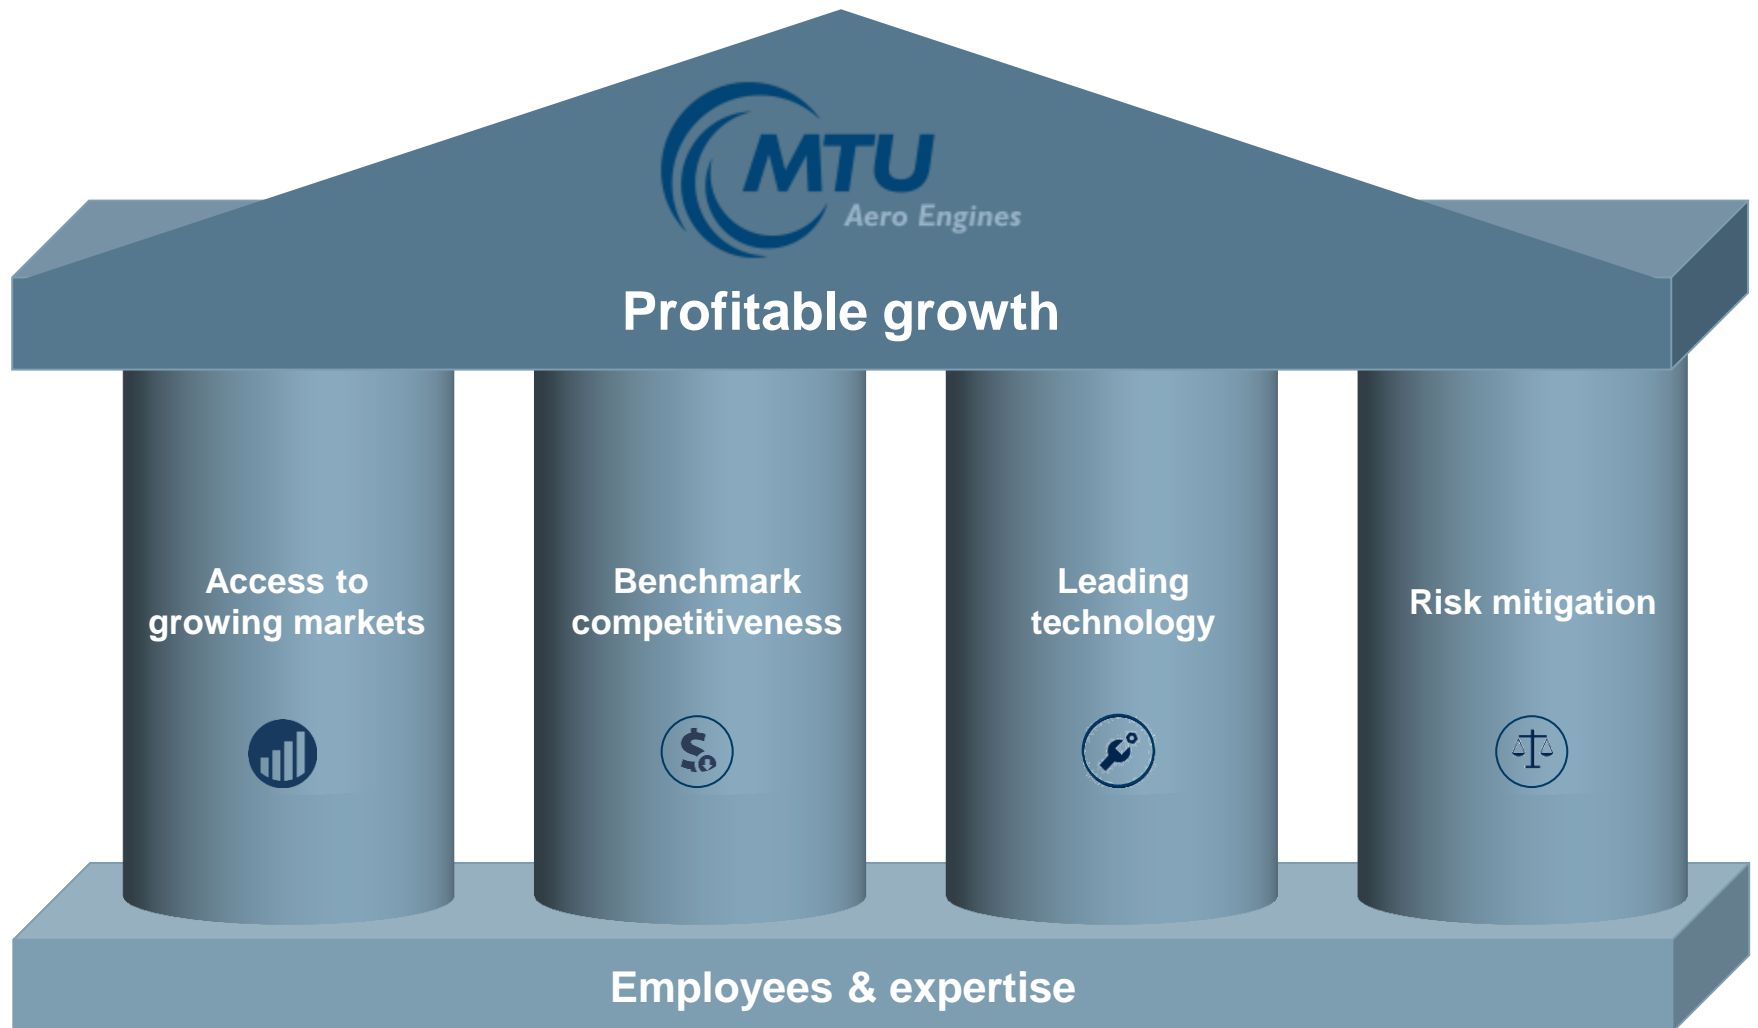 MTU
Aero Engines
Profitable growth
Access to
growing markets
Benchmark
competitiveness
Leading
technology
Risk mitigation
Employees & expertise